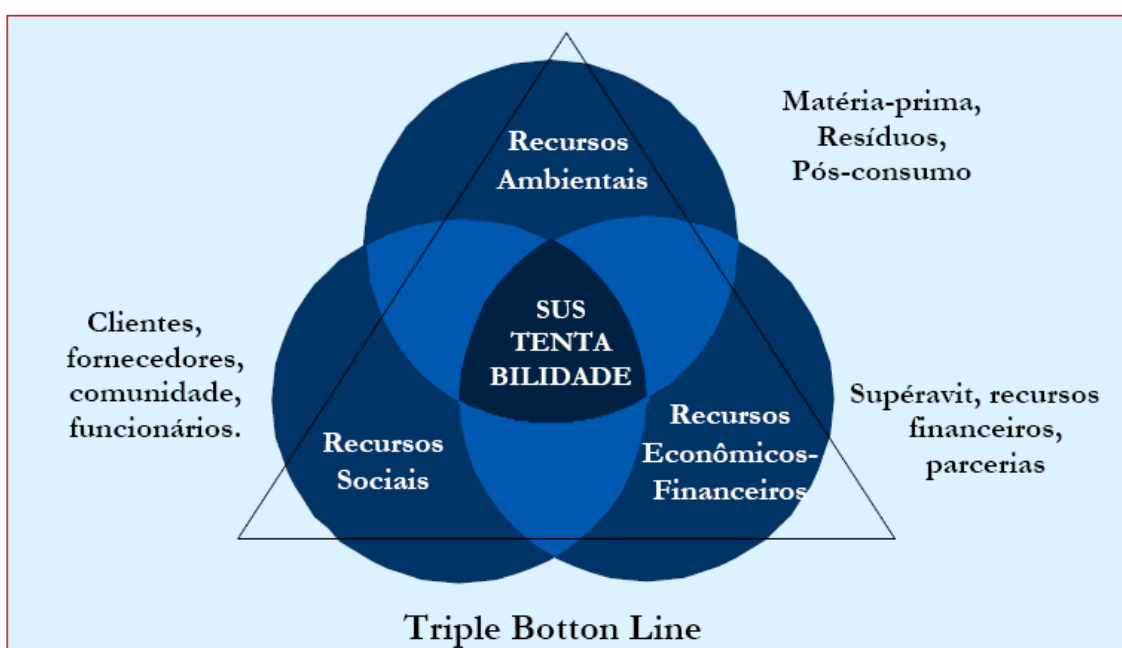 Recursos
Ambientais
Matéria-prima,
Resíduos,
Pós-consumo
SUS
TENTA
BILIDADE
Clientes,
fornecedores,
comunidade,
funcionários.
Recursos
Sociais
Recursos
Econômicos-
Financeiros
Supéravit, recursos
financeiros,
parcerias
Triple Botton Line